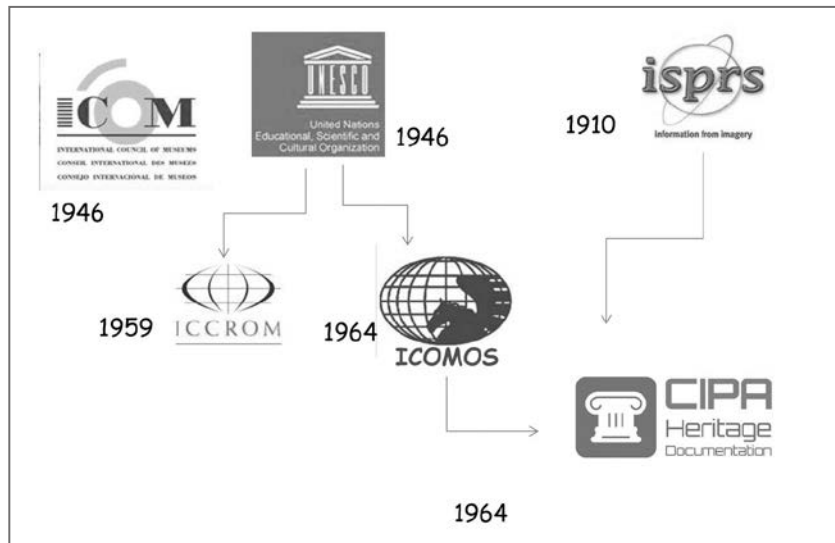 ICOM
INTERNATIONAL COUNCIL OF MUSEUMS
CONSEIL INTERNATIONAL DES MUSEES
CONSEJO INTERNACIONAL DE MUSEOS
1946
UNESCO
United Nations
Educational, Scientific and
Cultural Organization
1946
isprs
information from imagery
1910
ICCROM
1959
ICOMOS
1964
CIPA
Heritage
Documentation
1964